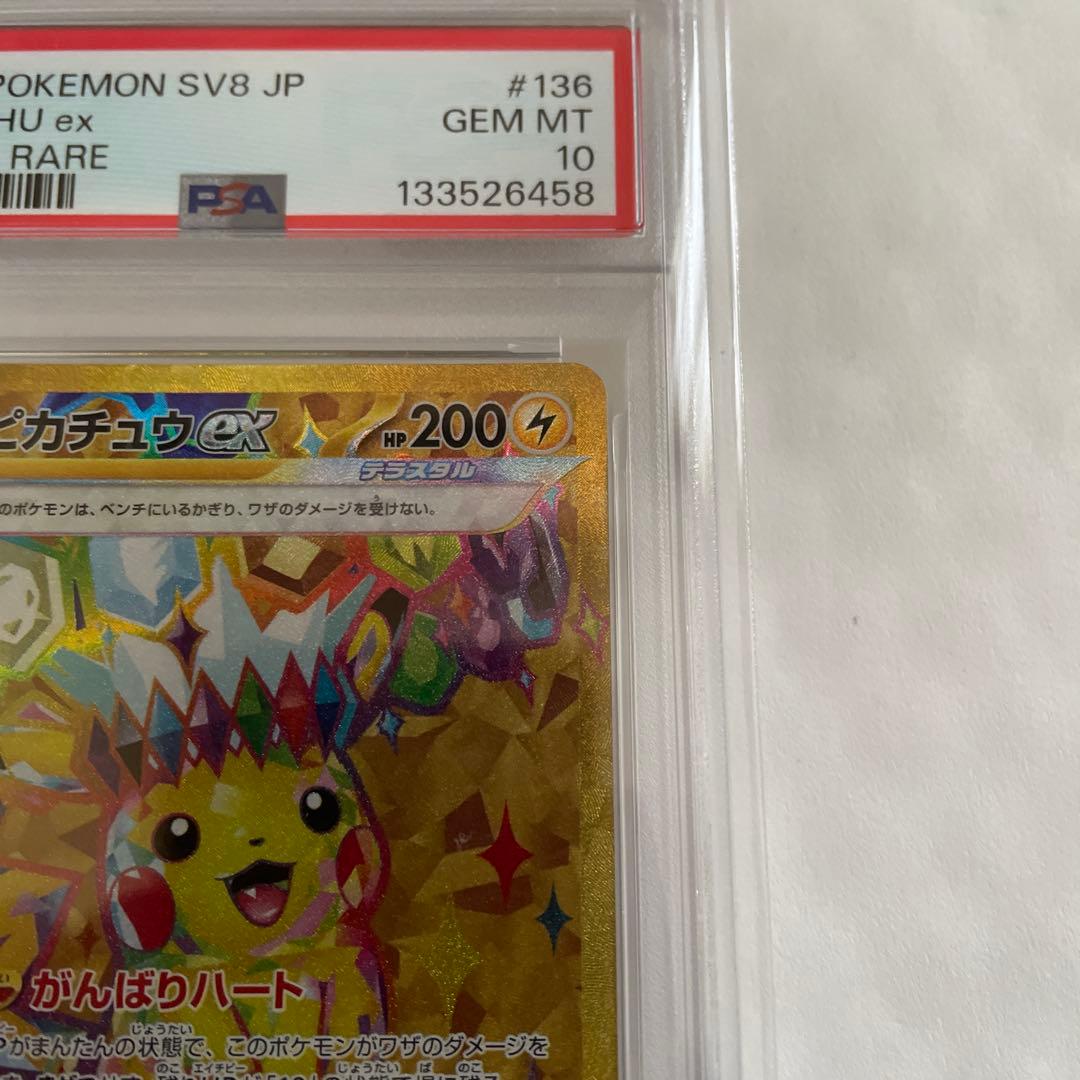 POKEMON SV8 JP #136
HU ex GEM MT
RARE 10
PSA 133526458
ピカチュウex HP 200
テラスタル
のポケモンは、ベンチにいるかぎり、ワザのダメージを受けない。
がんばりハート
がまんたんの状態で、このポケモンがワザのダメージを